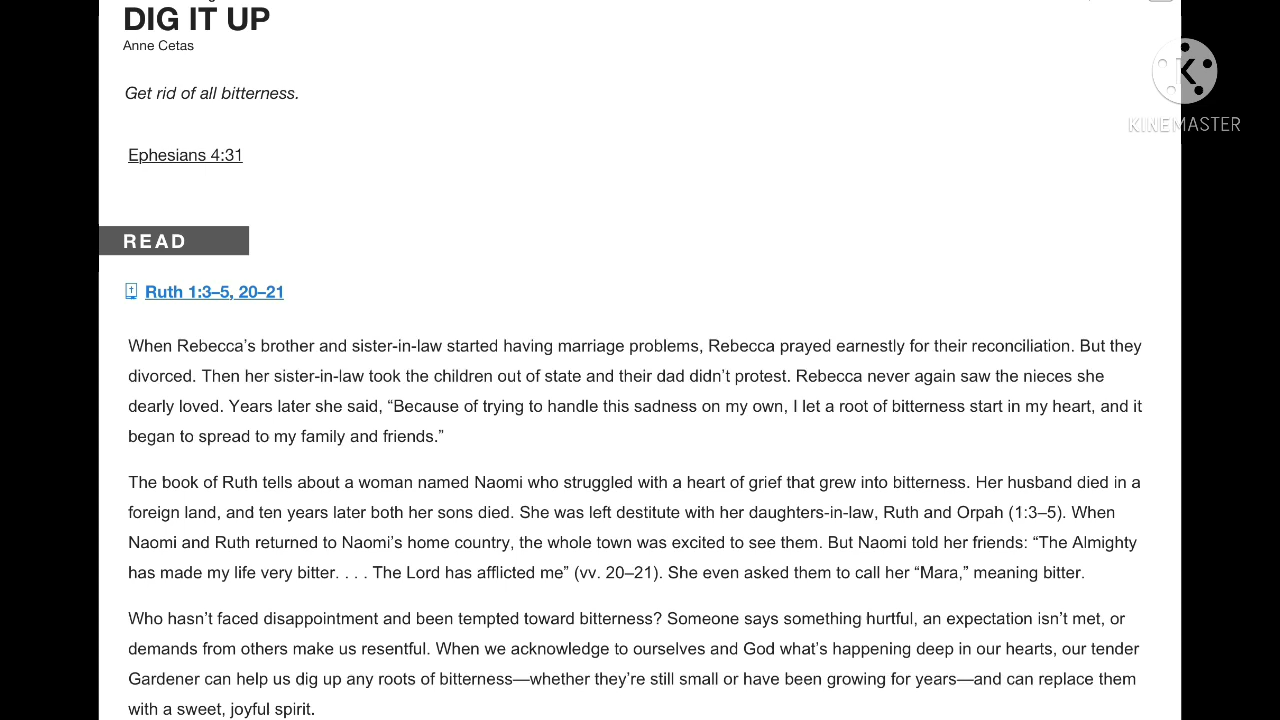 DIG IT UP
Anne Cetas
Get rid of all bitterness.
Ephesians 4:31
READ
Ruth 1:3–5, 20–21
When Rebecca’s brother and sister-in-law started having marriage problems, Rebecca prayed earnestly for their reconciliation. But they
divorced. Then her sister-in-law took the children out of state and their dad didn’t protest. Rebecca never again saw the nieces she
dearly loved. Years later she said, “Because of trying to handle this sadness on my own, I let a root of bitterness start in my heart, and it
began to spread to my family and friends.”
The book of Ruth tells about a woman named Naomi who struggled with a heart of grief that grew into bitterness. Her husband died in a
foreign land, and ten years later both her sons died. She was left destitute with her daughters-in-law, Ruth and Orpah (1:3–5). When
Naomi and Ruth returned to Naomi’s home country, the whole town was excited to see them. But Naomi told her friends: “The Almighty
has made my life very bitter. . . . The Lord has afflicted me” (vv. 20–21). She even asked them to call her “Mara,” meaning bitter.
Who hasn’t faced disappointment and been tempted toward bitterness? Someone says something hurtful, an expectation isn’t met, or
demands from others make us resentful. When we acknowledge to ourselves and God what’s happening deep in our hearts, our tender
Gardener can help us dig up any roots of bitterness—whether they’re still small or have been growing for years—and can replace them
with a sweet, joyful spirit.
K
KINEMASTER